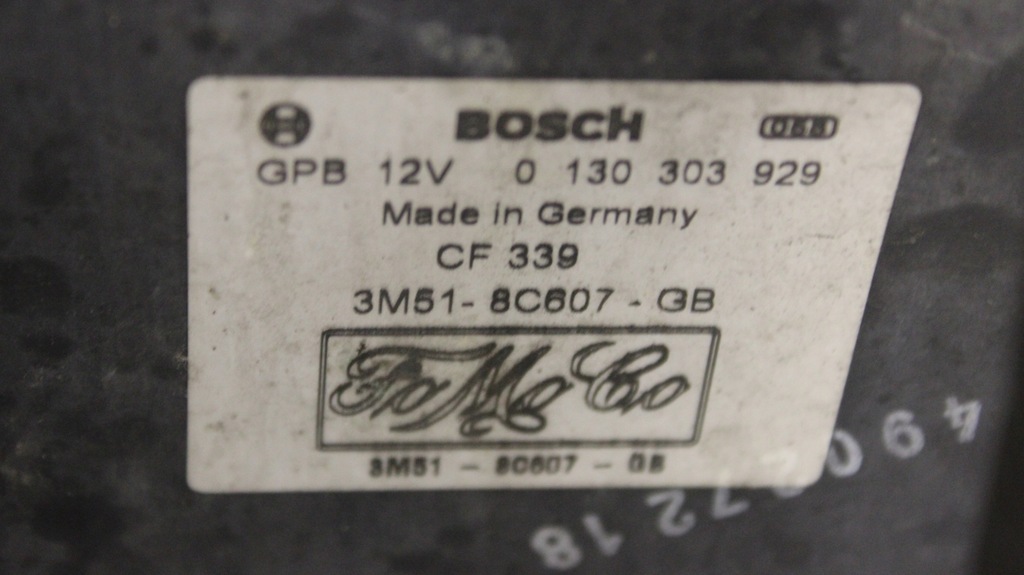 BOSCH 068
GPB 12V 0 130 303 929
Made in Germany
CF 339
3M51- 8C607 - GB
FoMoCo
3M51 - 8C607 - GB